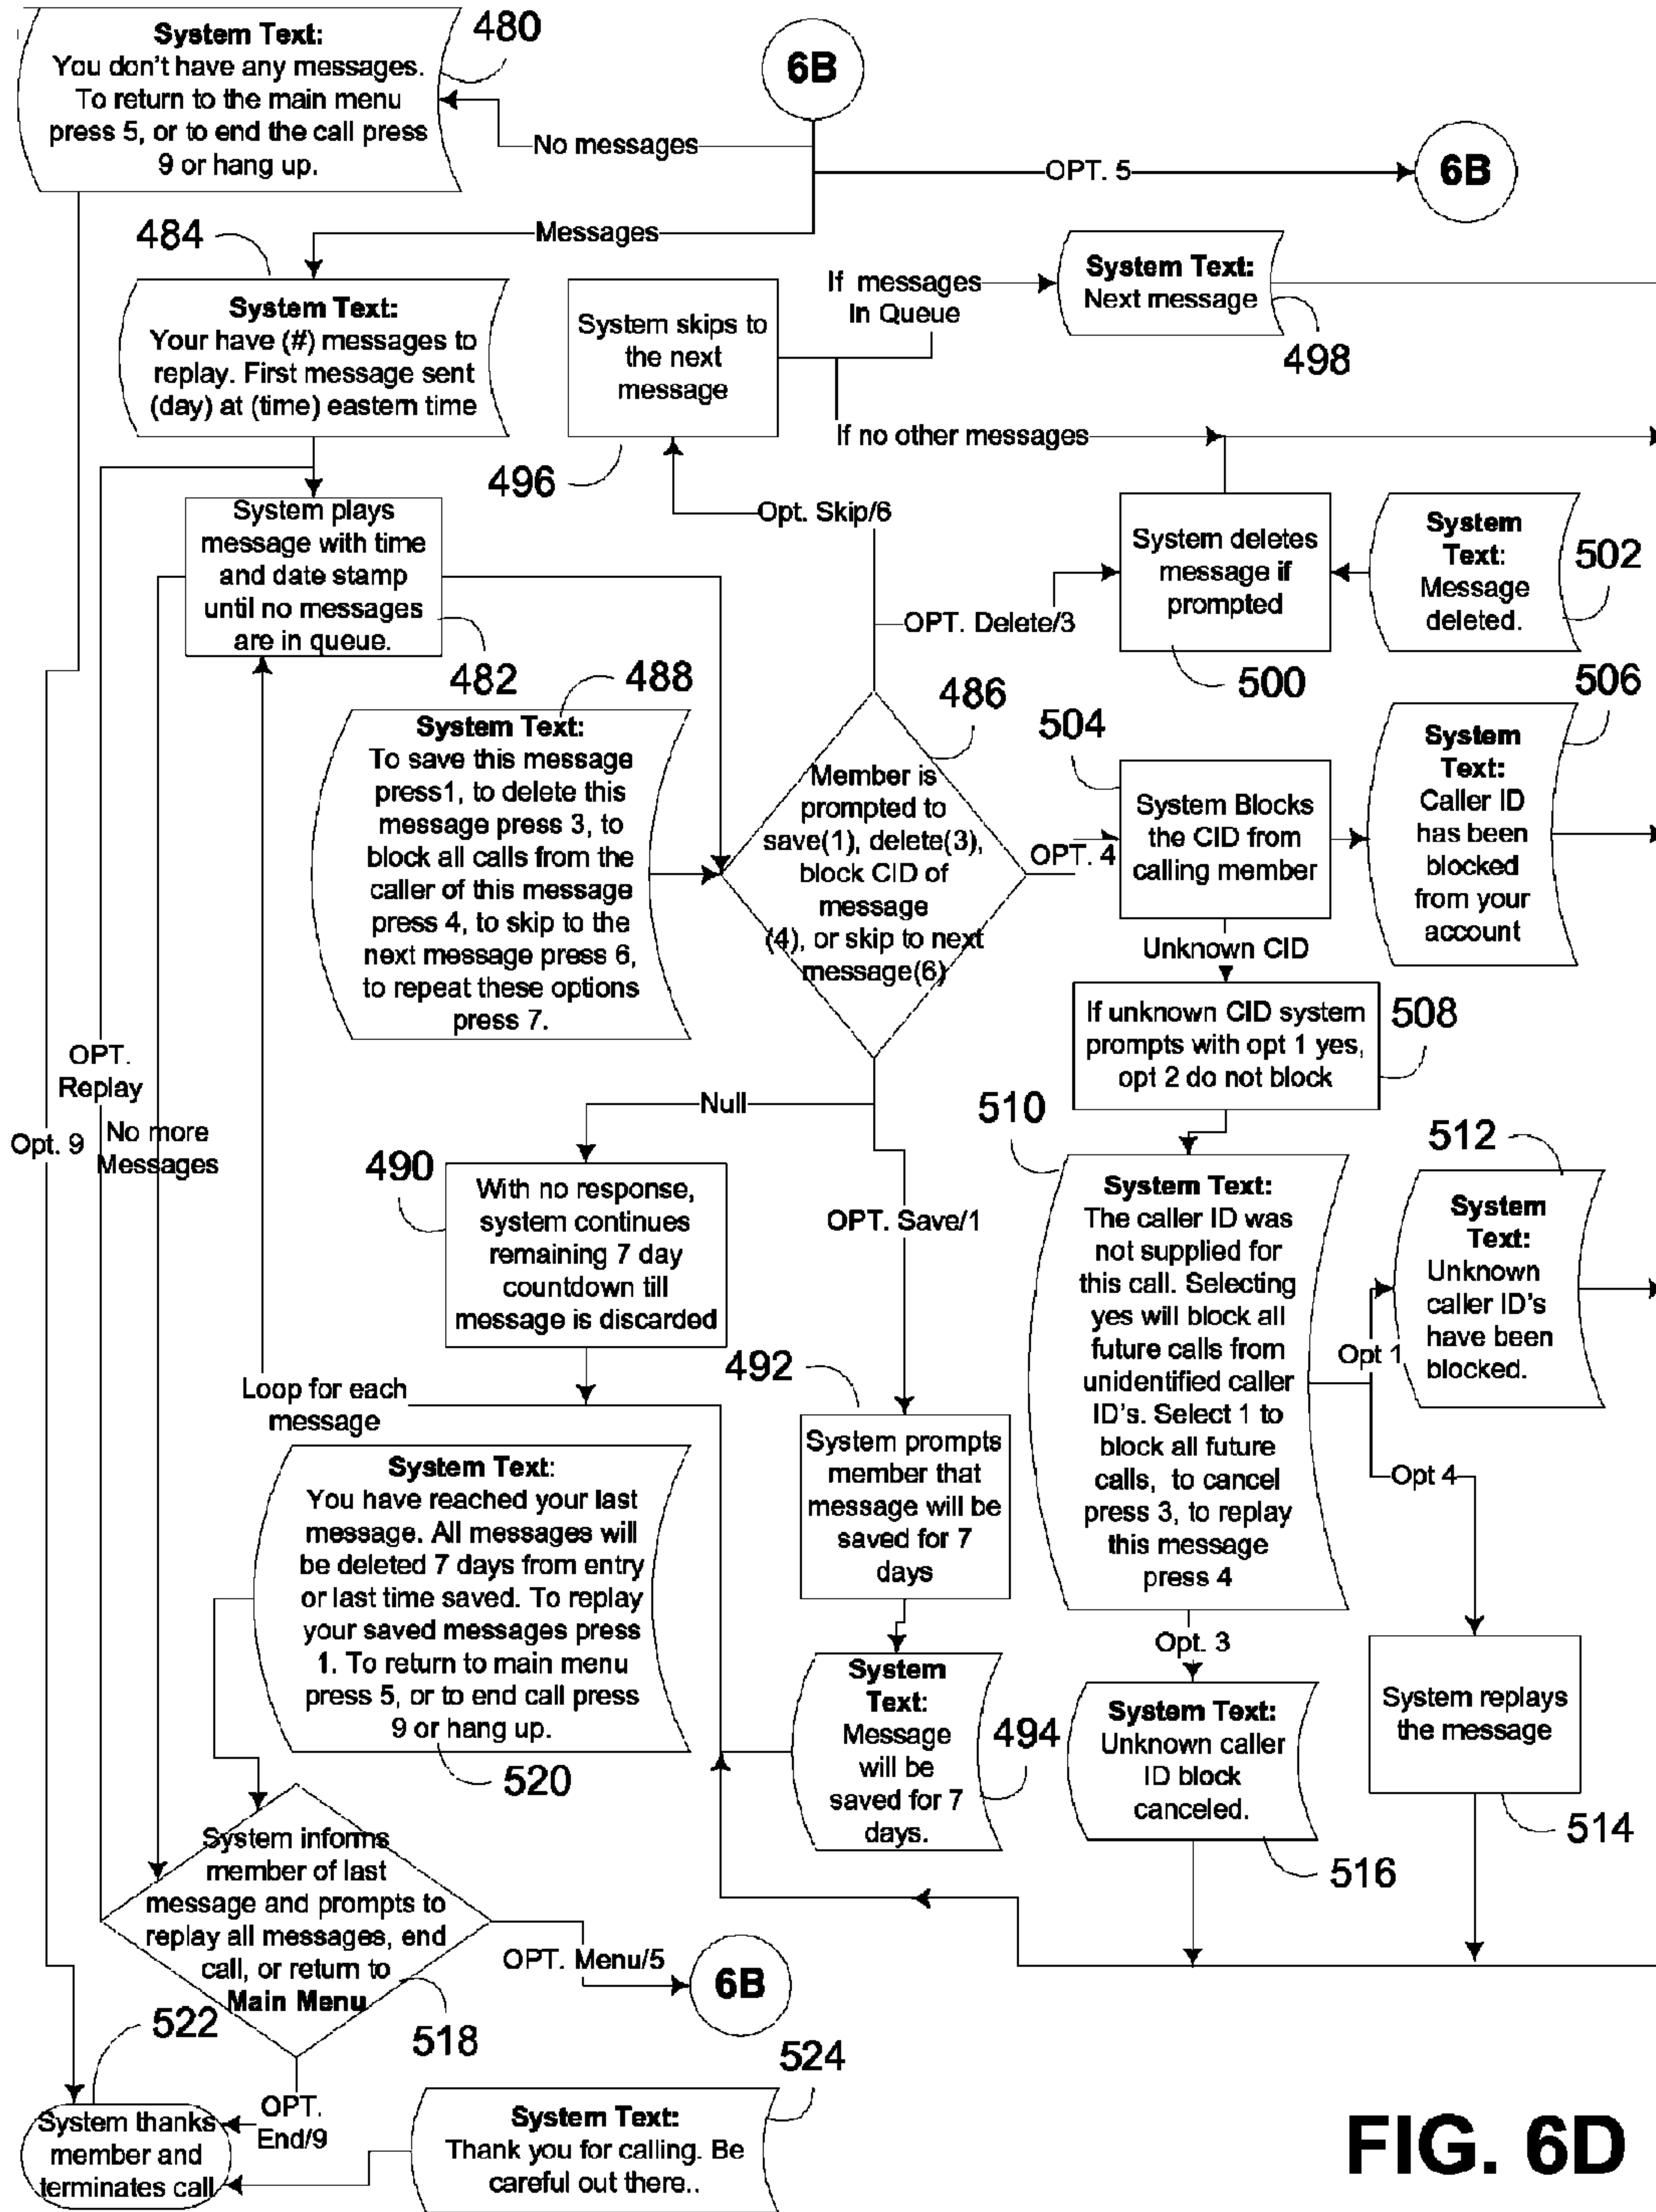 System Text:
You don't have any messages.
To return to the main menu
press 5, or to end the call press
9 or hang up.
480
6B
No messages
OPT. 5
6B
484
Messages
System Text:
Your have (#) messages to
replay. First message sent
(day) at (time) eastern time
System skips to
the next
message
496
If messages
In Queue
System Text:
Next message
498
If no other messages
System plays
message with time
and date stamp
until no messages
are in queue.
482
Opt. Skip/6
OPT. Delete/3
System deletes
message if
prompted
500
System
Text:
Message
deleted.
502
488
System Text:
To save this message
press1, to delete this
message press 3, to
block all calls from the
caller of this message
press 4, to skip to the
next message press 6,
to repeat these options
press 7.
486
Member is
prompted to
save(1), delete(3),
block CID of
message
(4), or skip to next
message(6)
504
OPT. 4
System Blocks
the CID from
calling member
506
System
Text:
Caller ID
has been
blocked
from your
account
Unknown CID
If unknown CID system
prompts with opt 1 yes,
opt 2 do not block
508
OPT.
Replay
Opt. 9
No more
Messages
Null
490
With no response,
system continues
remaining 7 day
countdown till
message is discarded
OPT. Save/1
510
System Text:
The caller ID was
not supplied for
this call. Selecting
yes will block all
future calls from
unidentified caller
ID's. Select 1 to
block all future
calls, to cancel
press 3, to replay
this message
press 4
512
System
Text:
Unknown
caller ID's
have been
blocked.
Opt 1
Opt 4
Loop for each
message
492
System prompts
member that
message will be
saved for 7
days
System Text:
You have reached your last
message. All messages will
be deleted 7 days from entry
or last time saved. To replay
your saved messages press
1. To return to main menu
press 5, or to end call press
9 or hang up.
520
System
Text:
Message
will be
saved for 7
days.
494
Opt. 3
System Text:
Unknown caller
ID block
canceled.
516
System replays
the message
514
System informs
member of last
message and prompts to
replay all messages, end
call, or return to
Main Menu
518
OPT. Menu/5
6B
522
System thanks
member and
terminates call
OPT.
End/9
524
System Text:
Thank you for calling. Be
careful out there..
FIG. 6D